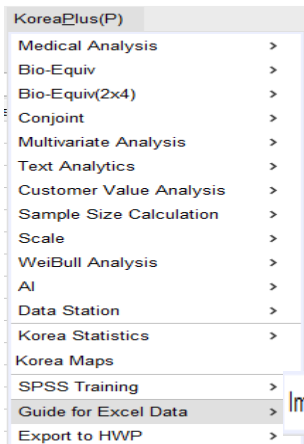 KoreaPlus(P)
Medical Analysis >
Bio-Equiv >
Bio-Equiv(2x4) >
Conjoint >
Multivariate Analysis >
Text Analytics >
Customer Value Analysis >
Sample Size Calculation >
Scale >
WeiBull Analysis >
AI >
Data Station >
Korea Statistics >
Korea Maps
SPSS Training >
Guide for Excel Data >
Export to HWP >